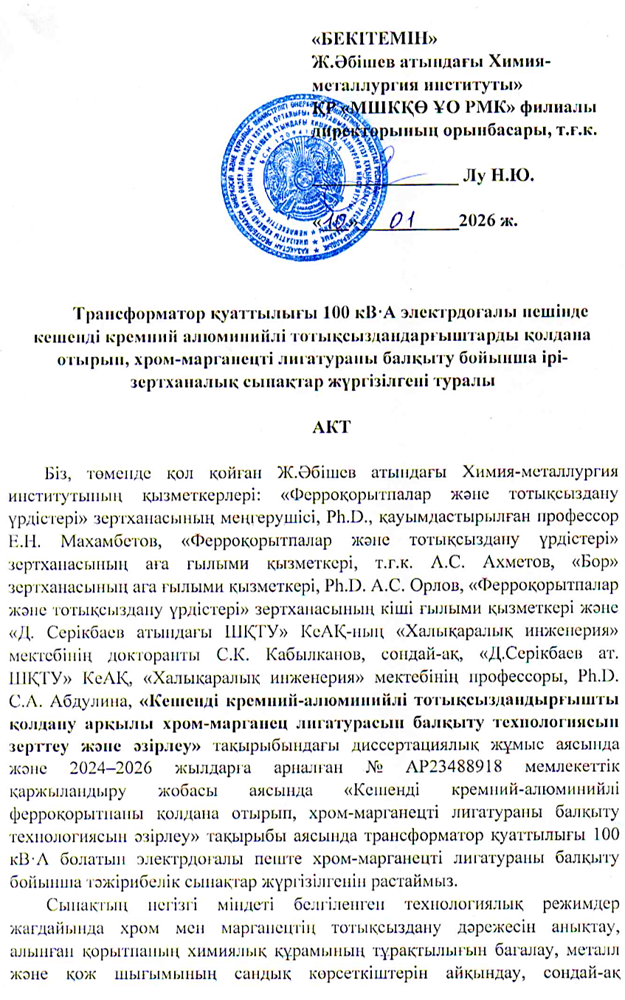 «БЕКІТЕМІН»
Ж.Әбішев атындағы Химия-
металлургия институты»
ҚР «МШКҚӨ ҰО РМК» филиалы
директорының орынбасары, т.ғ.к.
Лу Н.Ю.
«10» 01 2026 ж.
Трансформатор қуаттылығы 100 кВ·А электрдоғалы пешінде
кешенді кремний алюминийлі тотықсыздандарғыштарды қолдана
отырып, хром-марганецті лигатураны балқыту бойынша ірі-
зертханалық сынақтар жүргізілгені туралы
АКТ
Біз, төменде қол қойған Ж.Әбішев атындағы Химия-металлургия
институтының қызметкерлері: «Ферроқорытпалар және тотықсыздану
үрдістері» зертханасының меңгерушісі, Ph.D., қауымдастырылған профессор
Е.Н. Махамбетов, «Ферроқорытпалар және тотықсыздану үрдістері»
зертханасының аға ғылыми қызметкері, т.г.к. А.С. Ахметов, «Бор»
зертханасының аға ғылыми қызметкері, Ph.D. А.С. Орлов, «Ферроқорытпалар
және тотықсыздану үрдістері» зертханасының кіші ғылыми қызметкері және
«Д. Серікбаев атындағы ШҚТУ» КеАҚ-ның «Халықаралық инженерия»
мектебінің докторанты С.К. Кабылканов, сондай-ақ, «Д.Серікбаев ат.
ШҚТУ» КеАҚ, «Халықаралық инженерия» мектебінің профессоры, Ph.D.
С.А. Абдулина, «Кешенді кремний-алюминийлі тотықсыздандырғышты
қолдану арқылы хром-марганец лигатурасын балқыту технологиясын
зерттеу және әзірлеу» тақырыбындағы диссертациялық жұмыс аясында
және 2024–2026 жылдарға арналған № АР23488918 мемлекеттік
қаржыландыру жобасы аясында «Кешенді кремний-алюминийлі
ферроқорытпаны қолдана отырып, хром-марганецті лигатураны балқыту
технологиясын әзірлеу» тақырыбы аясында трансформатор қуаттылығы 100
кВ·А болатын электрдоғалы пеште хром-марганецті лигатураны балқыту
бойынша тәжірибелік сынақтар жүргізілгенін растаймыз.
Сынақтың негізгі міндеті белгіленген технологиялық режимдер
жағдайында хром мен марганецтің тотықсыздану дәрежесін анықтау,
алынған қорытпаның химиялық құрамының тұрақтылығын бағалау, металл
және қож шығымының сандық көрсеткіштерін айқындау, сондай-ақ